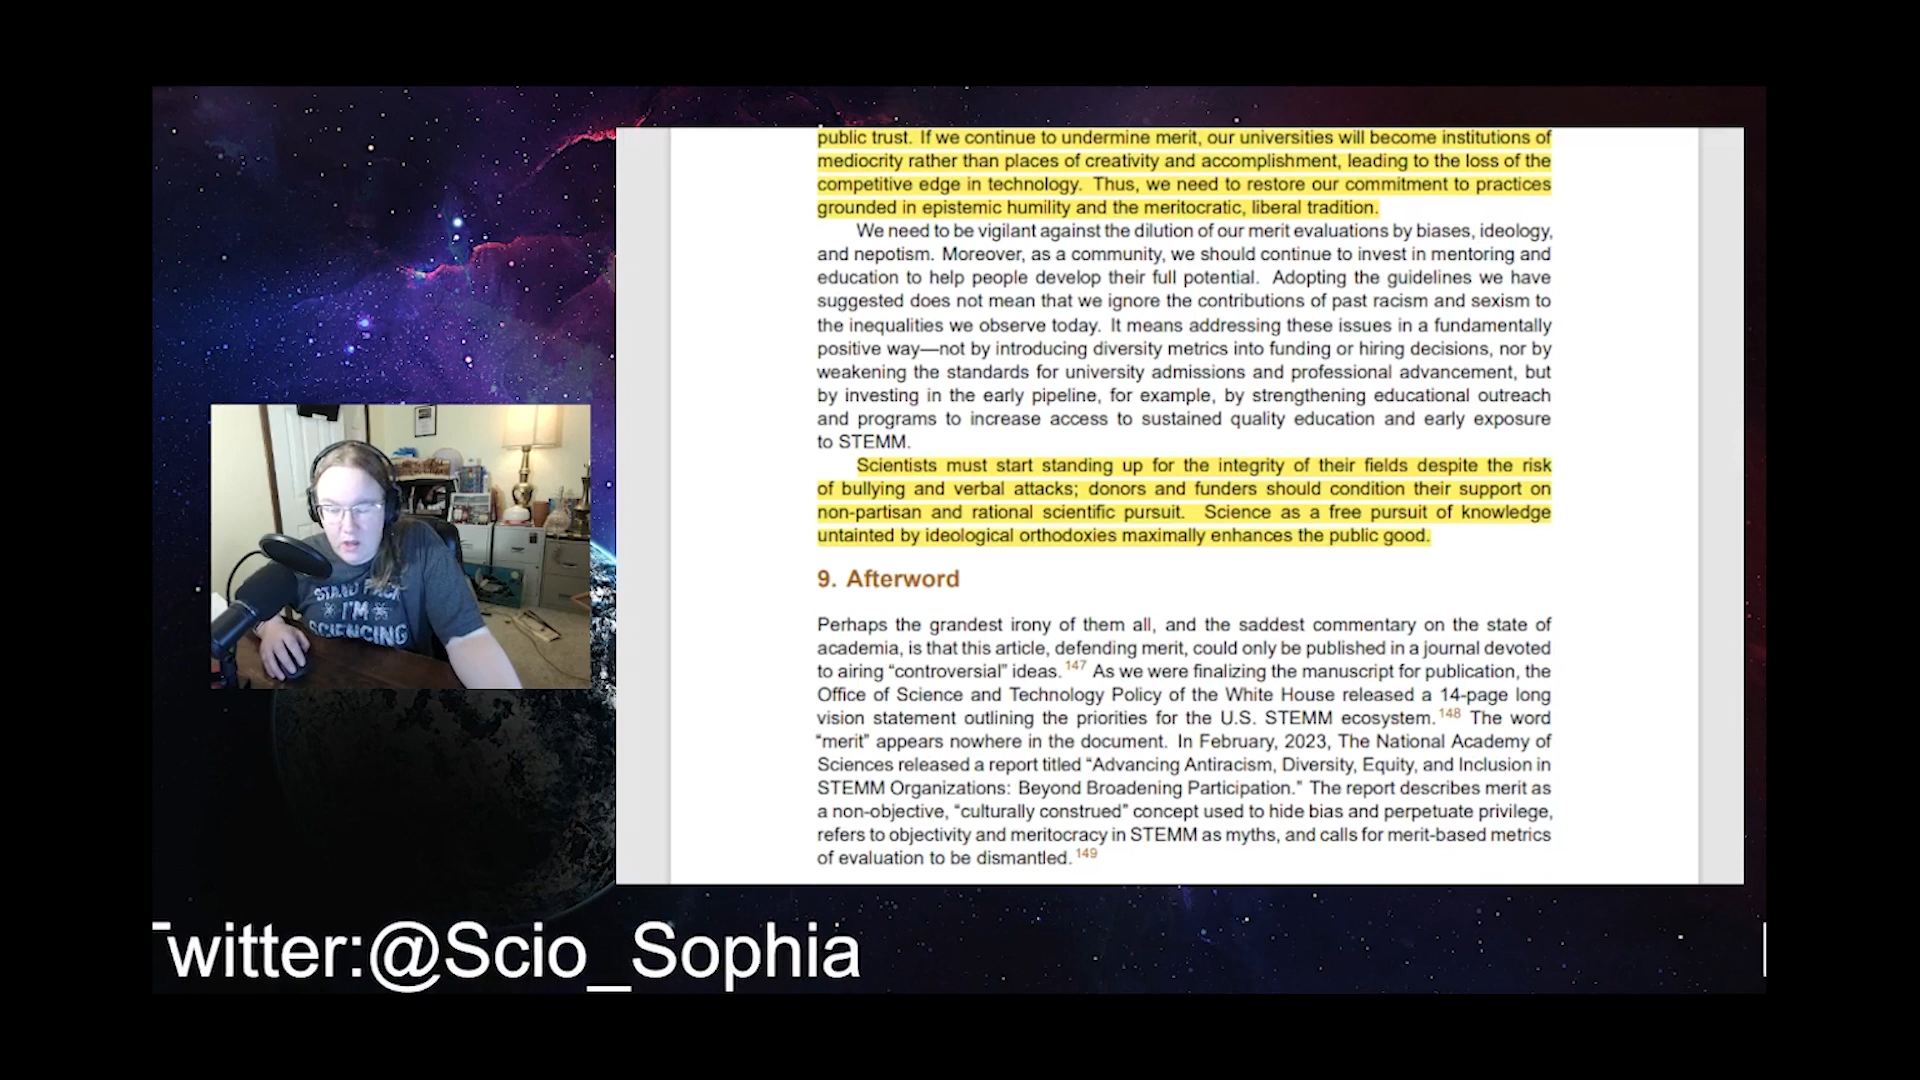 public trust. If we continue to undermine merit, our universities will become institutions of
mediocrity rather than places of creativity and accomplishment, leading to the loss of the
competitive edge in technology. Thus, we need to restore our commitment to practices
grounded in epistemic humility and the meritocratic, liberal tradition.
We need to be vigilant against the dilution of our merit evaluations by biases, ideology,
and nepotism. Moreover, as a community, we should continue to invest in mentoring and
education to help people develop their full potential. Adopting the guidelines we have
suggested does not mean that we ignore the contributions of past racism and sexism to
the inequalities we observe today. It means addressing these issues in a fundamentally
positive way—not by introducing diversity metrics into funding or hiring decisions, nor by
weakening the standards for university admissions and professional advancement, but
by investing in the early pipeline, for example, by strengthening educational outreach
and programs to increase access to sustained quality education and early exposure
to STEMM.
Scientists must start standing up for the integrity of their fields despite the risk
of bullying and verbal attacks; donors and funders should condition their support on
non-partisan and rational scientific pursuit. Science as a free pursuit of knowledge
untainted by ideological orthodoxies maximally enhances the public good.
9. Afterword
Perhaps the grandest irony of them all, and the saddest commentary on the state of
academia, is that this article, defending merit, could only be published in a journal devoted
to airing “controversial” ideas. 147 As we were finalizing the manuscript for publication, the
Office of Science and Technology Policy of the White House released a 14-page long
vision statement outlining the priorities for the U.S. STEMM ecosystem. 148 The word
“merit” appears nowhere in the document. In February, 2023, The National Academy of
Sciences released a report titled “Advancing Antiracism, Diversity, Equity, and Inclusion in
STEMM Organizations: Beyond Broadening Participation.” The report describes merit as
a non-objective, “culturally construed” concept used to hide bias and perpetuate privilege,
refers to objectivity and meritocracy in STEMM as myths, and calls for merit-based metrics
of evaluation to be dismantled. 149
STAND BACK
I'M
SCIENCING
Twitter:@Scio_Sophia